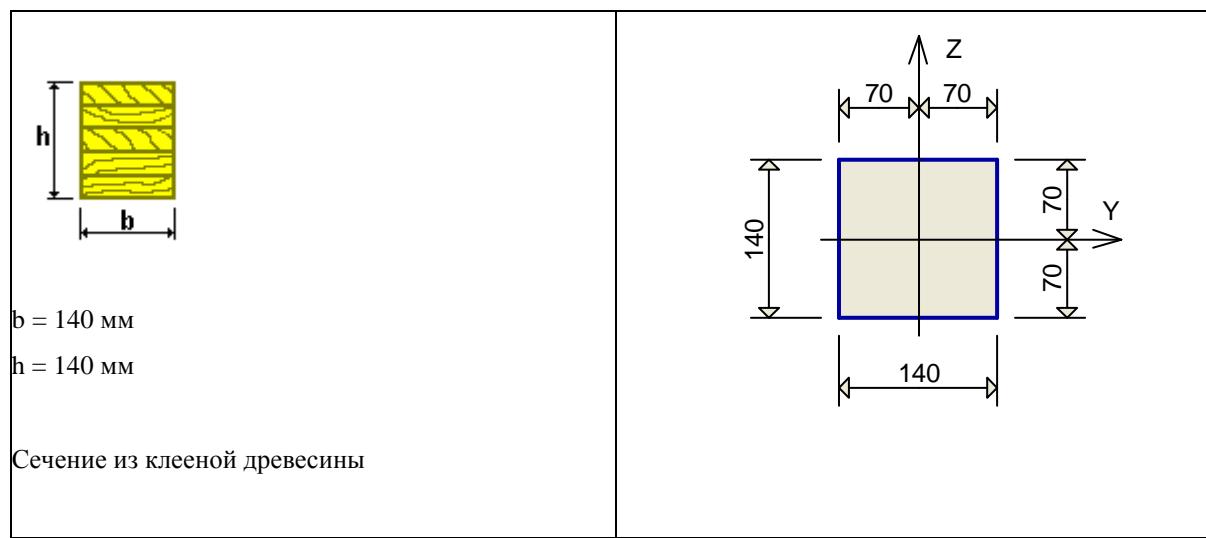 h
b
b = 140 мм
h = 140 мм
Сечение из клееной древесины
Z
70 70
140
70
Y
70
140